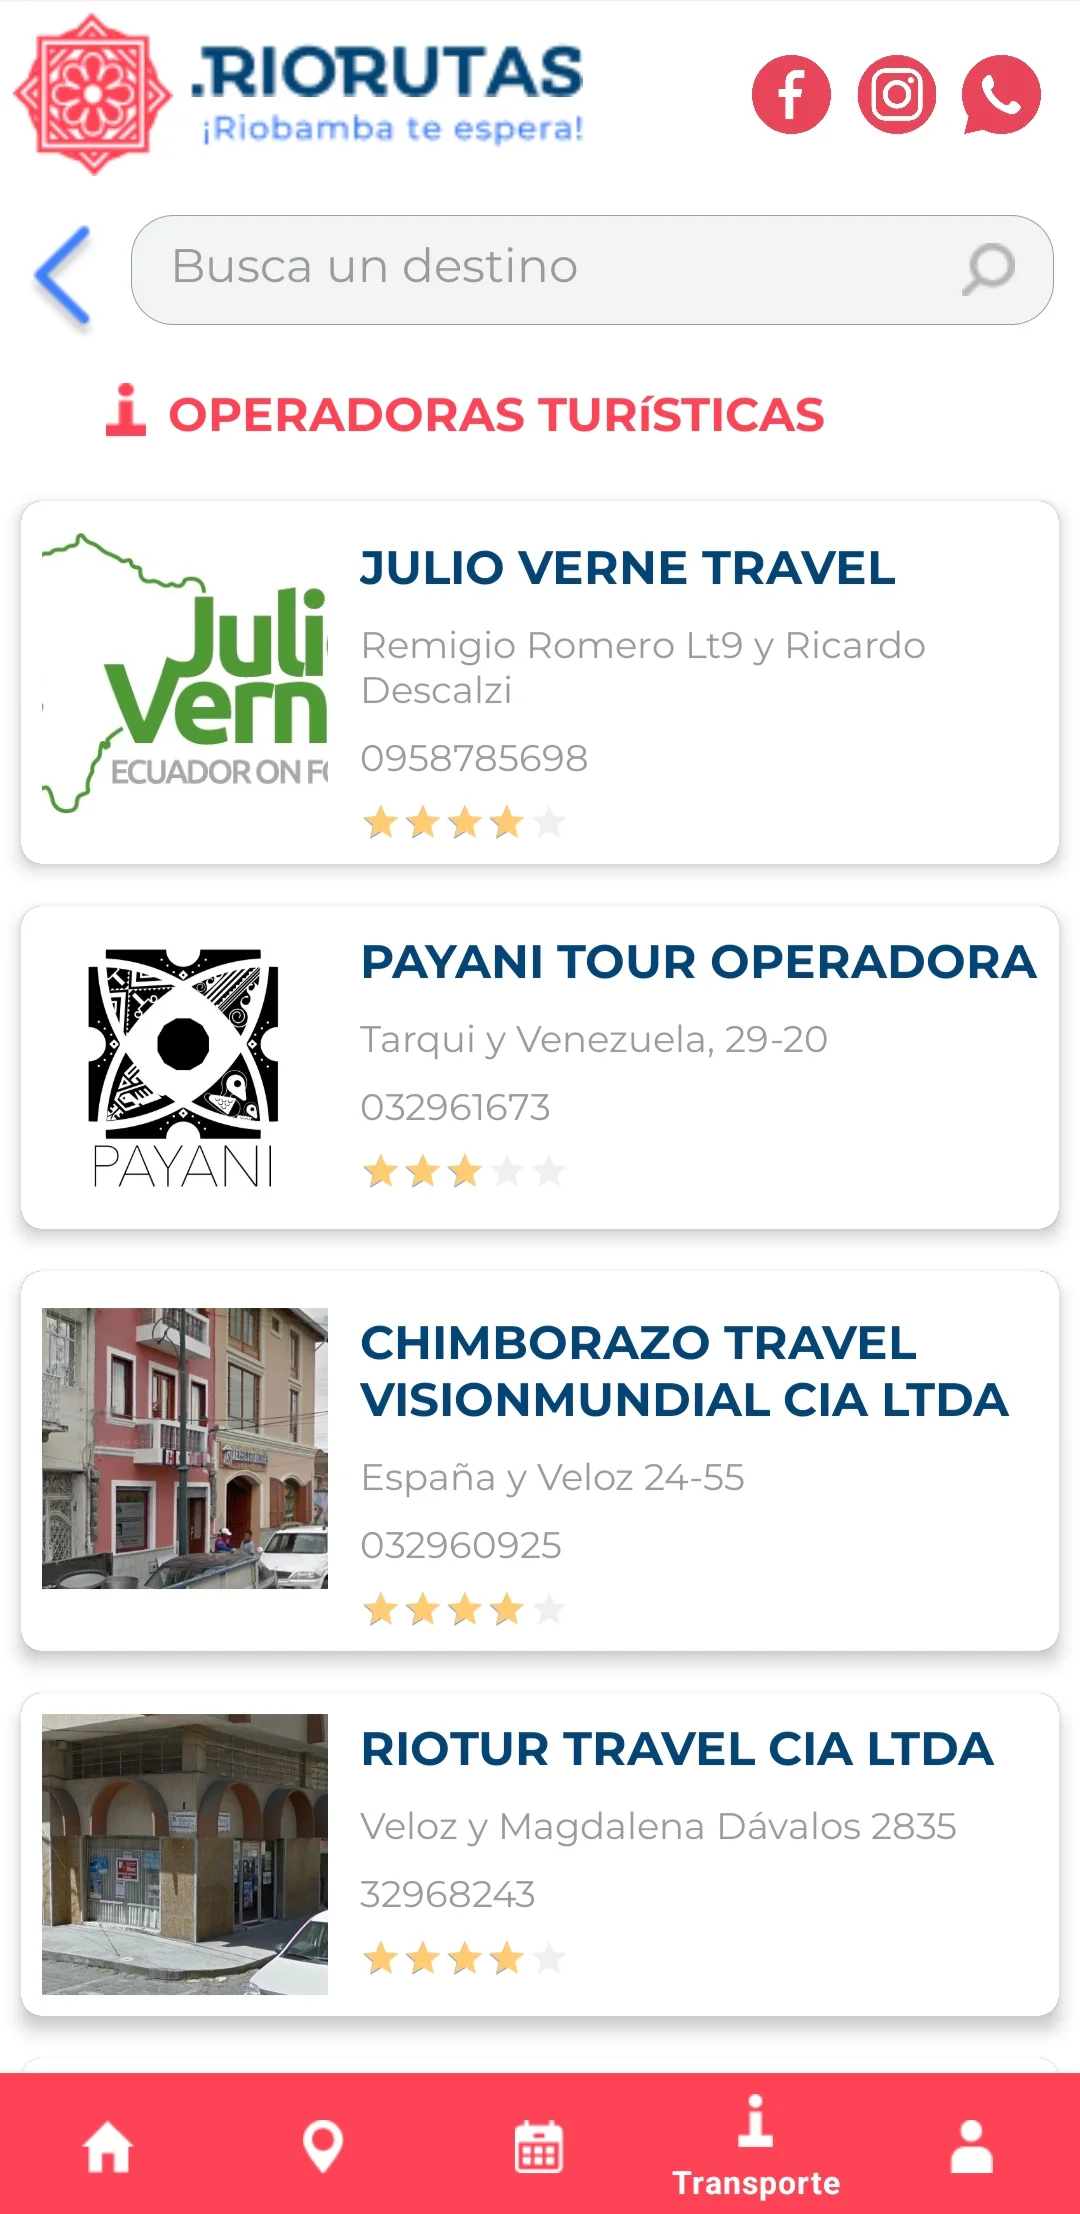 .RIORUTAS
¡Riobamba te espera!
Busca un destino
OPERADORAS TURíSTICAS
Juli
Vern
ECUADOR ON FO
JULIO VERNE TRAVEL
Remigio Romero Lt9 y Ricardo
Descalzi
0958785698
PAYANI
PAYANI TOUR OPERADORA
Tarqui y Venezuela, 29-20
032961673
HOTEL
CHIMBORAZO TRAVEL
VISIONMUNDIAL CIA LTDA
España y Veloz 24-55
032960925
RIOTUR TRAVEL CIA LTDA
Veloz y Magdalena Dávalos 2835
32968243
Transporte